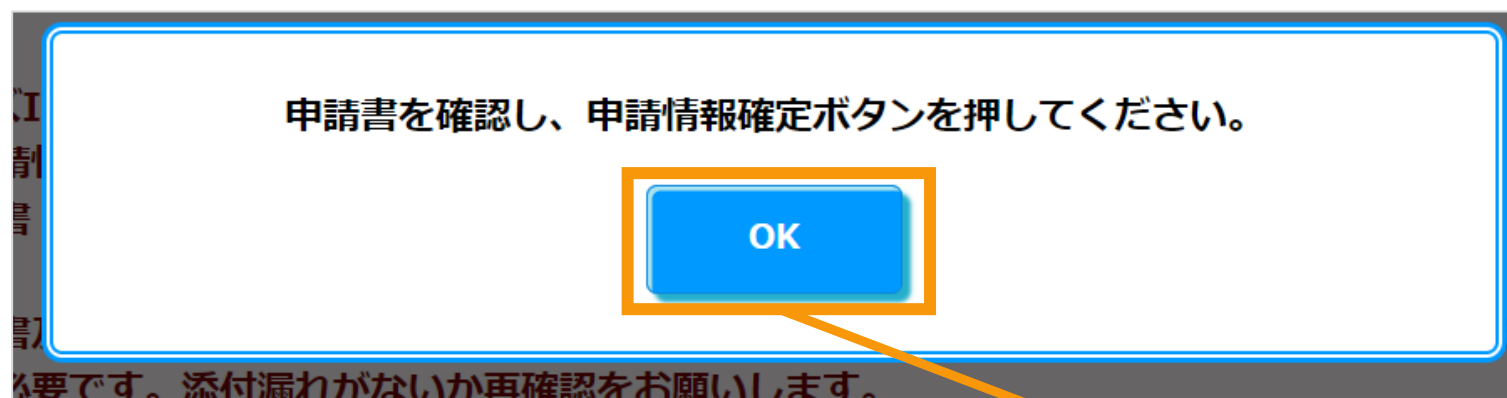 申請書を確認し、申請情報確定ボタンを押してください。
OK
要です。添付漏れがないか再確認をお願いします。